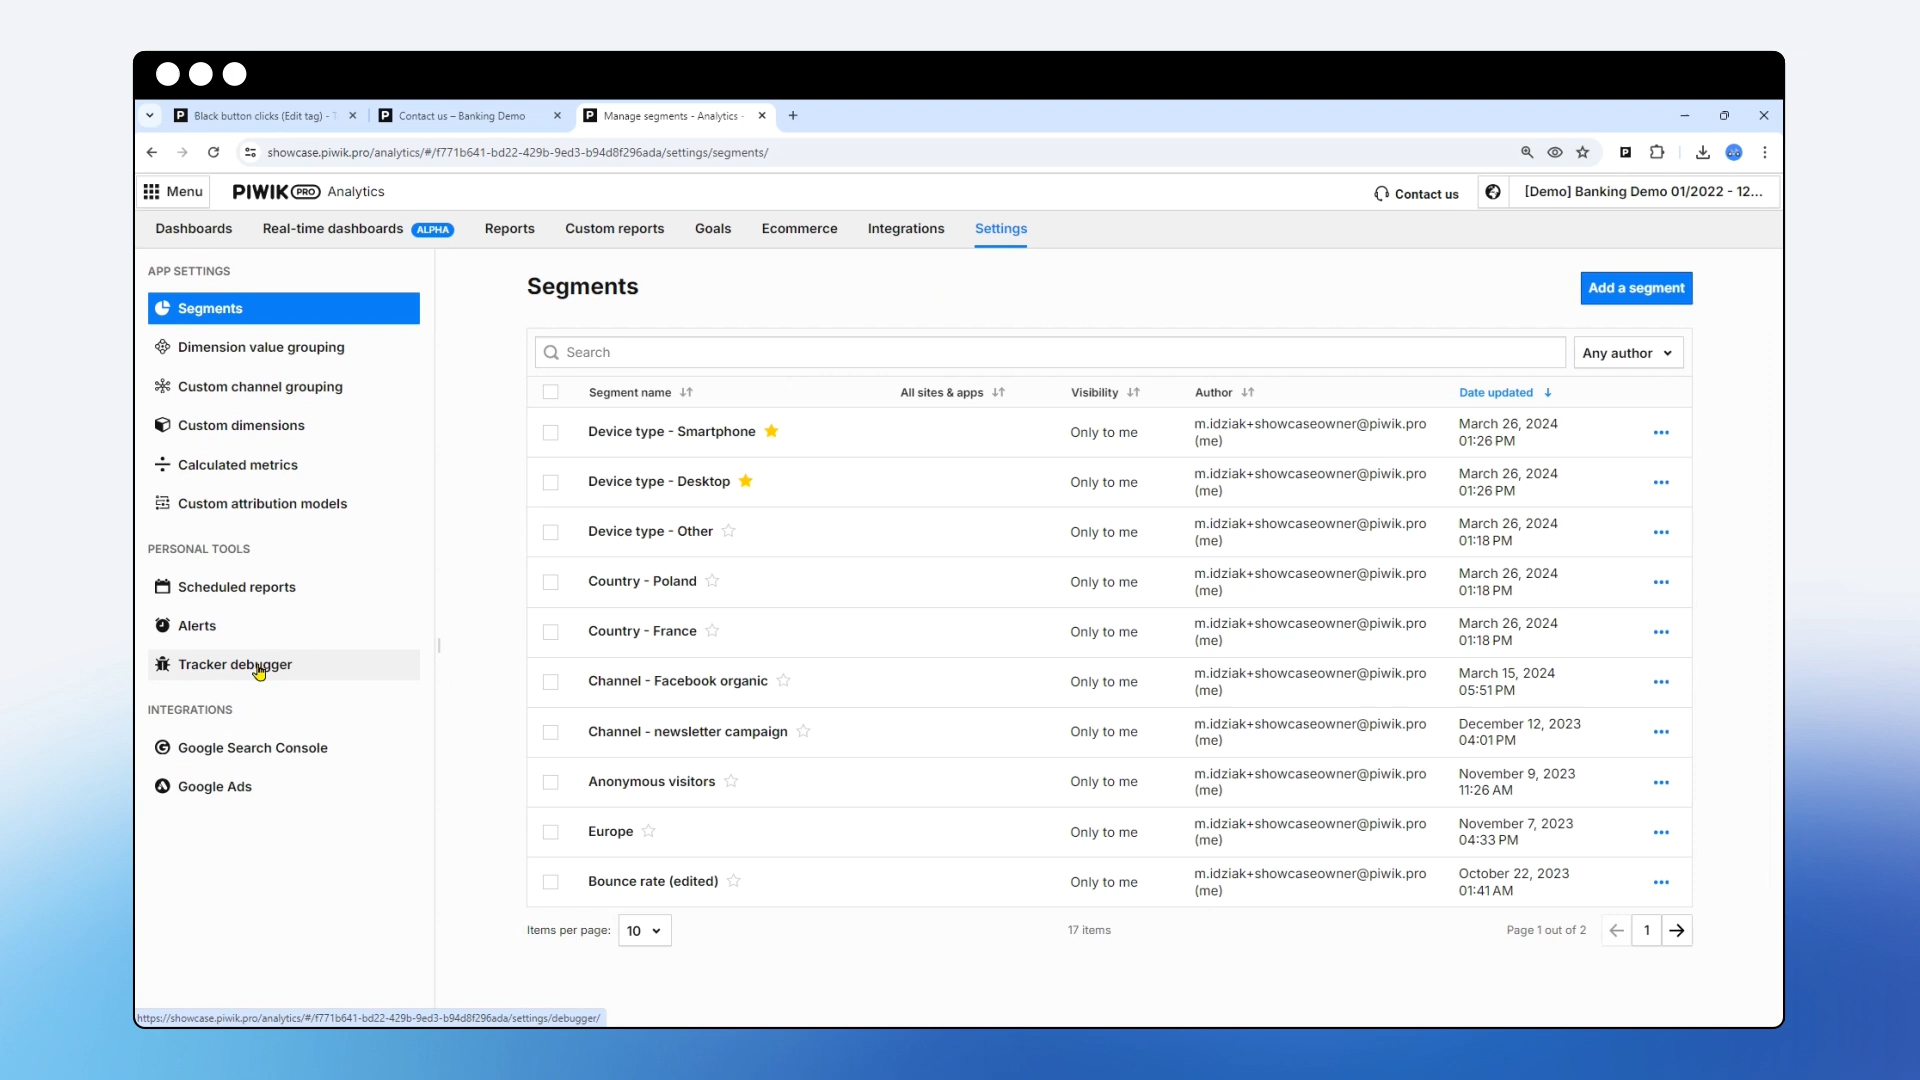 Black button clicks (Edit tag) -
Contact us – Banking Demo
Manage segments - Analytics -
showcase.piwik.pro/analytics/#/f771b641-bd22-429b-9ed3-b94d8f296ada/settings/segments/
Menu
PIWIK PRO Analytics
Contact us
[Demo] Banking Demo 01/2022 - 12...
Dashboards
Real-time dashboards ALPHA
Reports
Custom reports
Goals
Ecommerce
Integrations
Settings
APP SETTINGS
Segments
Dimension value grouping
Custom channel grouping
Custom dimensions
Calculated metrics
Custom attribution models
PERSONAL TOOLS
Scheduled reports
Alerts
Tracker debugger
INTEGRATIONS
Google Search Console
Google Ads
Segments
Add a segment
Search
Any author
Segment name All sites & apps Visibility Author Date updated
Device type - Smartphone Only to me m.idziak+showcaseowner@piwik.pro March 26, 2024
(me) 01:26 PM
Device type - Desktop Only to me m.idziak+showcaseowner@piwik.pro March 26, 2024
(me) 01:26 PM
Device type - Other Only to me m.idziak+showcaseowner@piwik.pro March 26, 2024
(me) 01:18 PM
Country - Poland Only to me m.idziak+showcaseowner@piwik.pro March 26, 2024
(me) 01:18 PM
Country - France Only to me m.idziak+showcaseowner@piwik.pro March 26, 2024
(me) 01:18 PM
Channel - Facebook organic Only to me m.idziak+showcaseowner@piwik.pro March 15, 2024
(me) 05:51 PM
Channel - newsletter campaign Only to me m.idziak+showcaseowner@piwik.pro December 12, 2023
(me) 04:01 PM
Anonymous visitors Only to me m.idziak+showcaseowner@piwik.pro November 9, 2023
(me) 11:26 AM
Europe Only to me m.idziak+showcaseowner@piwik.pro November 7, 2023
(me) 04:33 PM
Bounce rate (edited) Only to me m.idziak+showcaseowner@piwik.pro October 22, 2023
(me) 01:41 AM
Items per page: 10 17 items Page 1 out of 2 1
https://showcase.piwik.pro/analytics/#/f771b641-bd22-429b-9ed3-b94d8f296ada/settings/debugger/